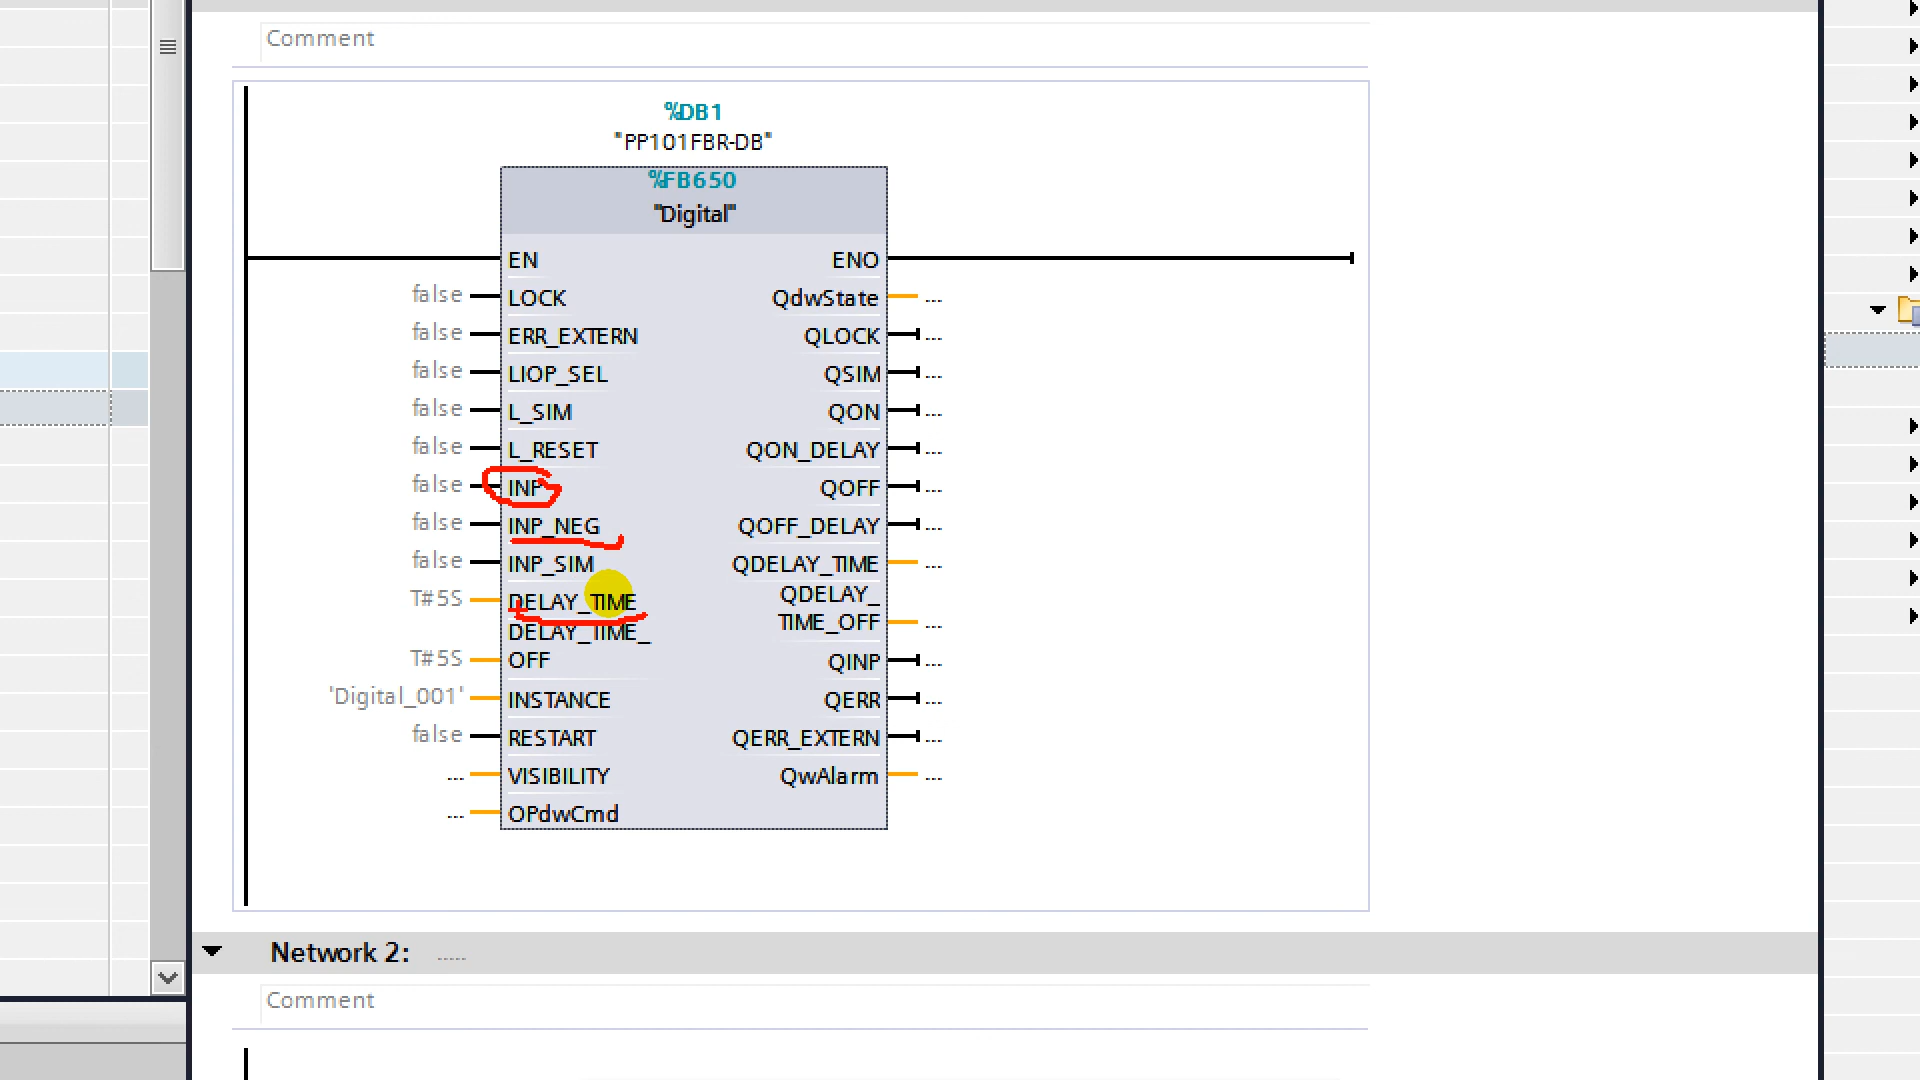 Comment
%DB1
"PP101FBR-DB"
%FB650
"Digital"
EN ENO
false LOCK QdwState ...
false ERR_EXTERN QLOCK ...
false LIOP_SEL QSIM ...
false L_SIM QON ...
false L_RESET QON_DELAY ...
false INP QOFF ...
false INP_NEG QOFF_DELAY ...
false INP_SIM QDELAY_TIME ...
T#5S DELAY_TIME QDELAY_
DELAY_TIME_ TIME_OFF ...
T#5S OFF QINP ...
'Digital_001' INSTANCE QERR ...
false RESTART QERR_EXTERN ...
... VISIBILITY QwAlarm ...
... OPdwCmd
Network 2: .....
Comment